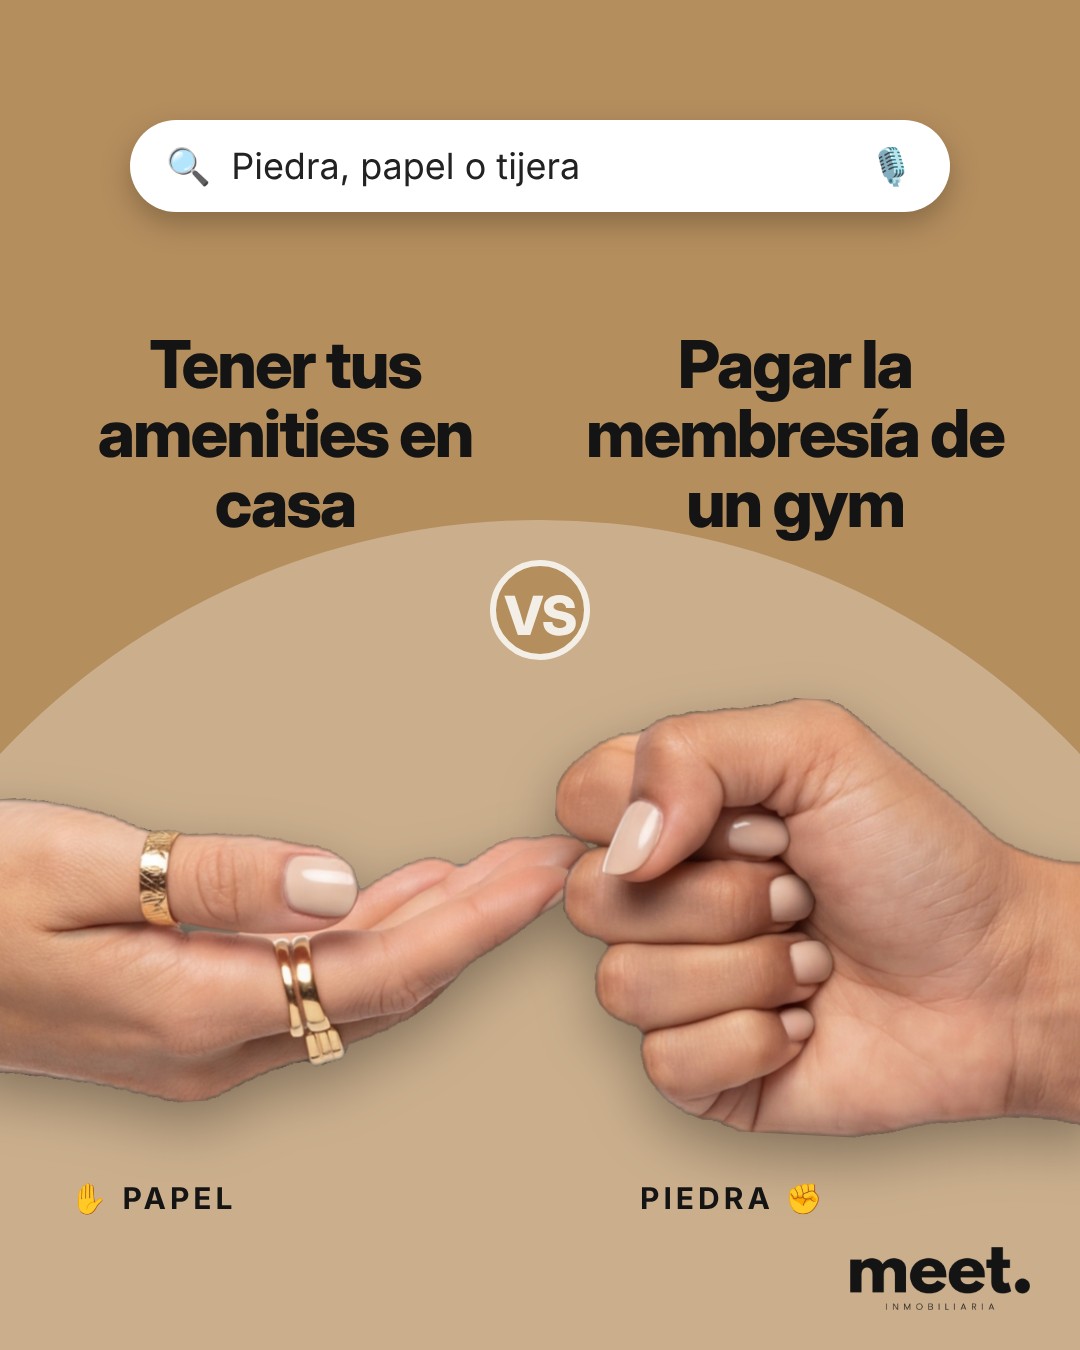 Piedra, papel o tijera
Tener tus
amenities en
casa
Pagar la
membresía de
un gym
VS
PAPEL
PIEDRA
meet.
INMOBILIARIA